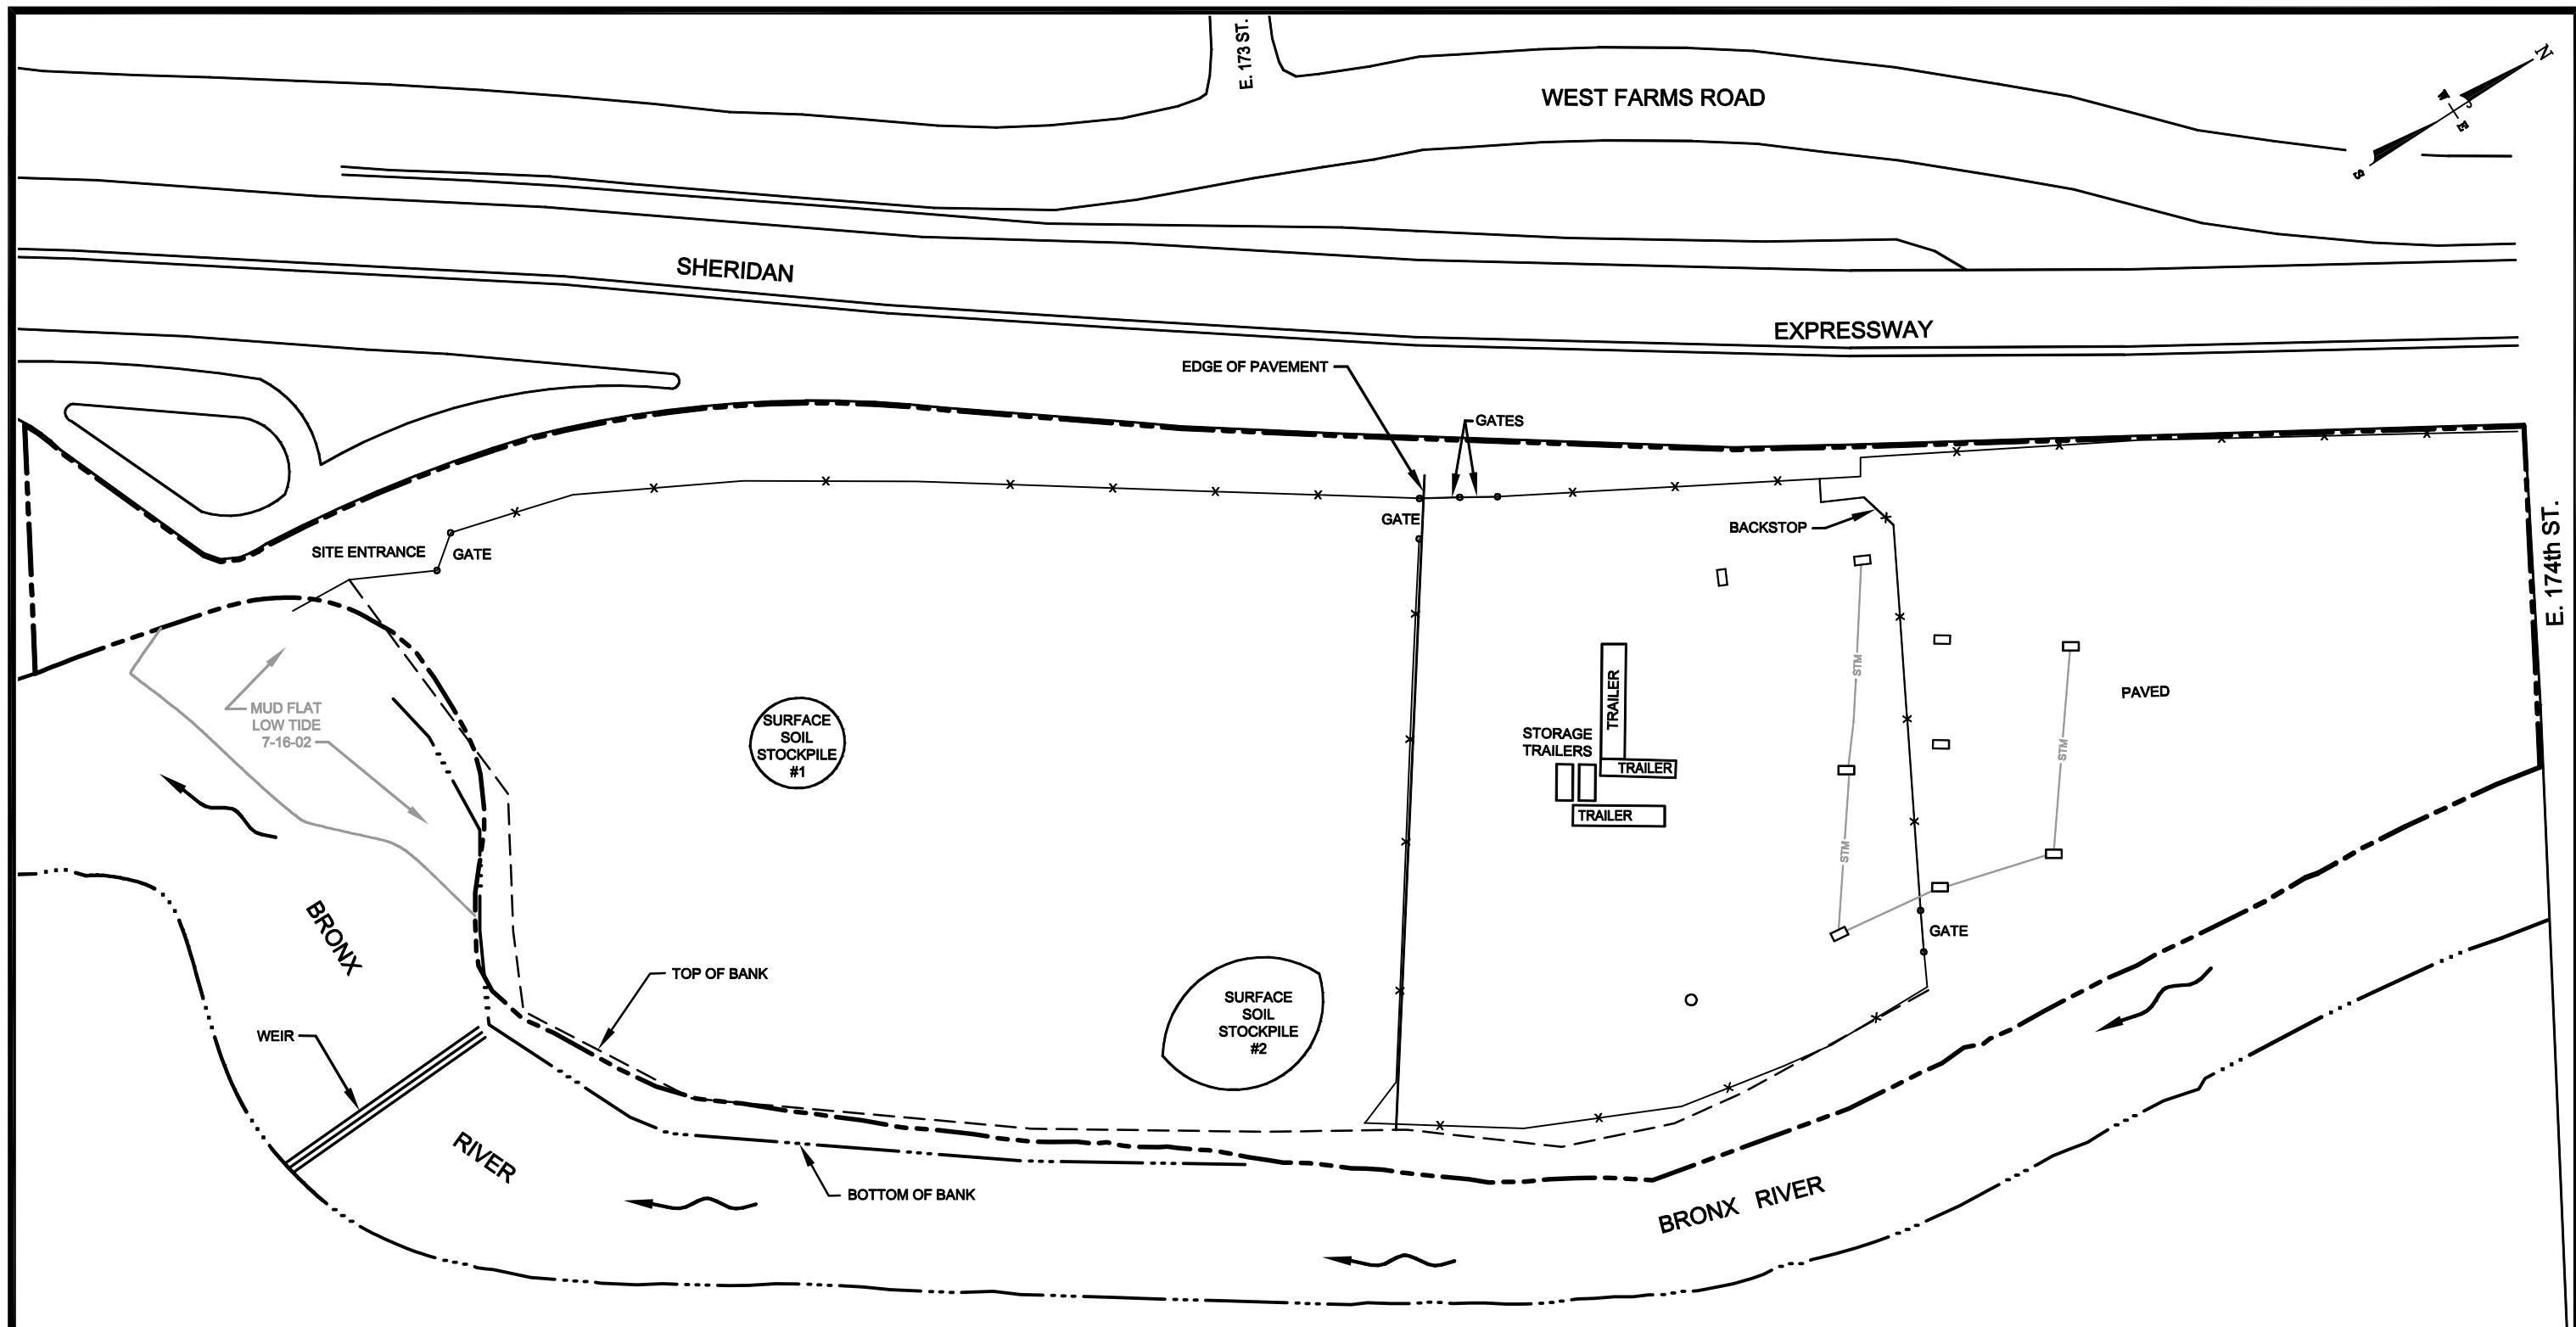 E. 173 ST.
WEST FARMS ROAD
N
W
E
S
SHERIDAN
EXPRESSWAY
EDGE OF PAVEMENT
GATES
GATE
BACKSTOP
SITE ENTRANCE
GATE
E. 174th ST.
MUD FLAT
LOW TIDE
7-16-02
SURFACE
SOIL
STOCKPILE
#1
STORAGE
TRAILERS
TRAILER
TRAILER
TRAILER
STM
STM
STM
PAVED
GATE
BRONX
RIVER
WEIR
TOP OF BANK
SURFACE
SOIL
STOCKPILE
#2
BOTTOM OF BANK
BRONX RIVER